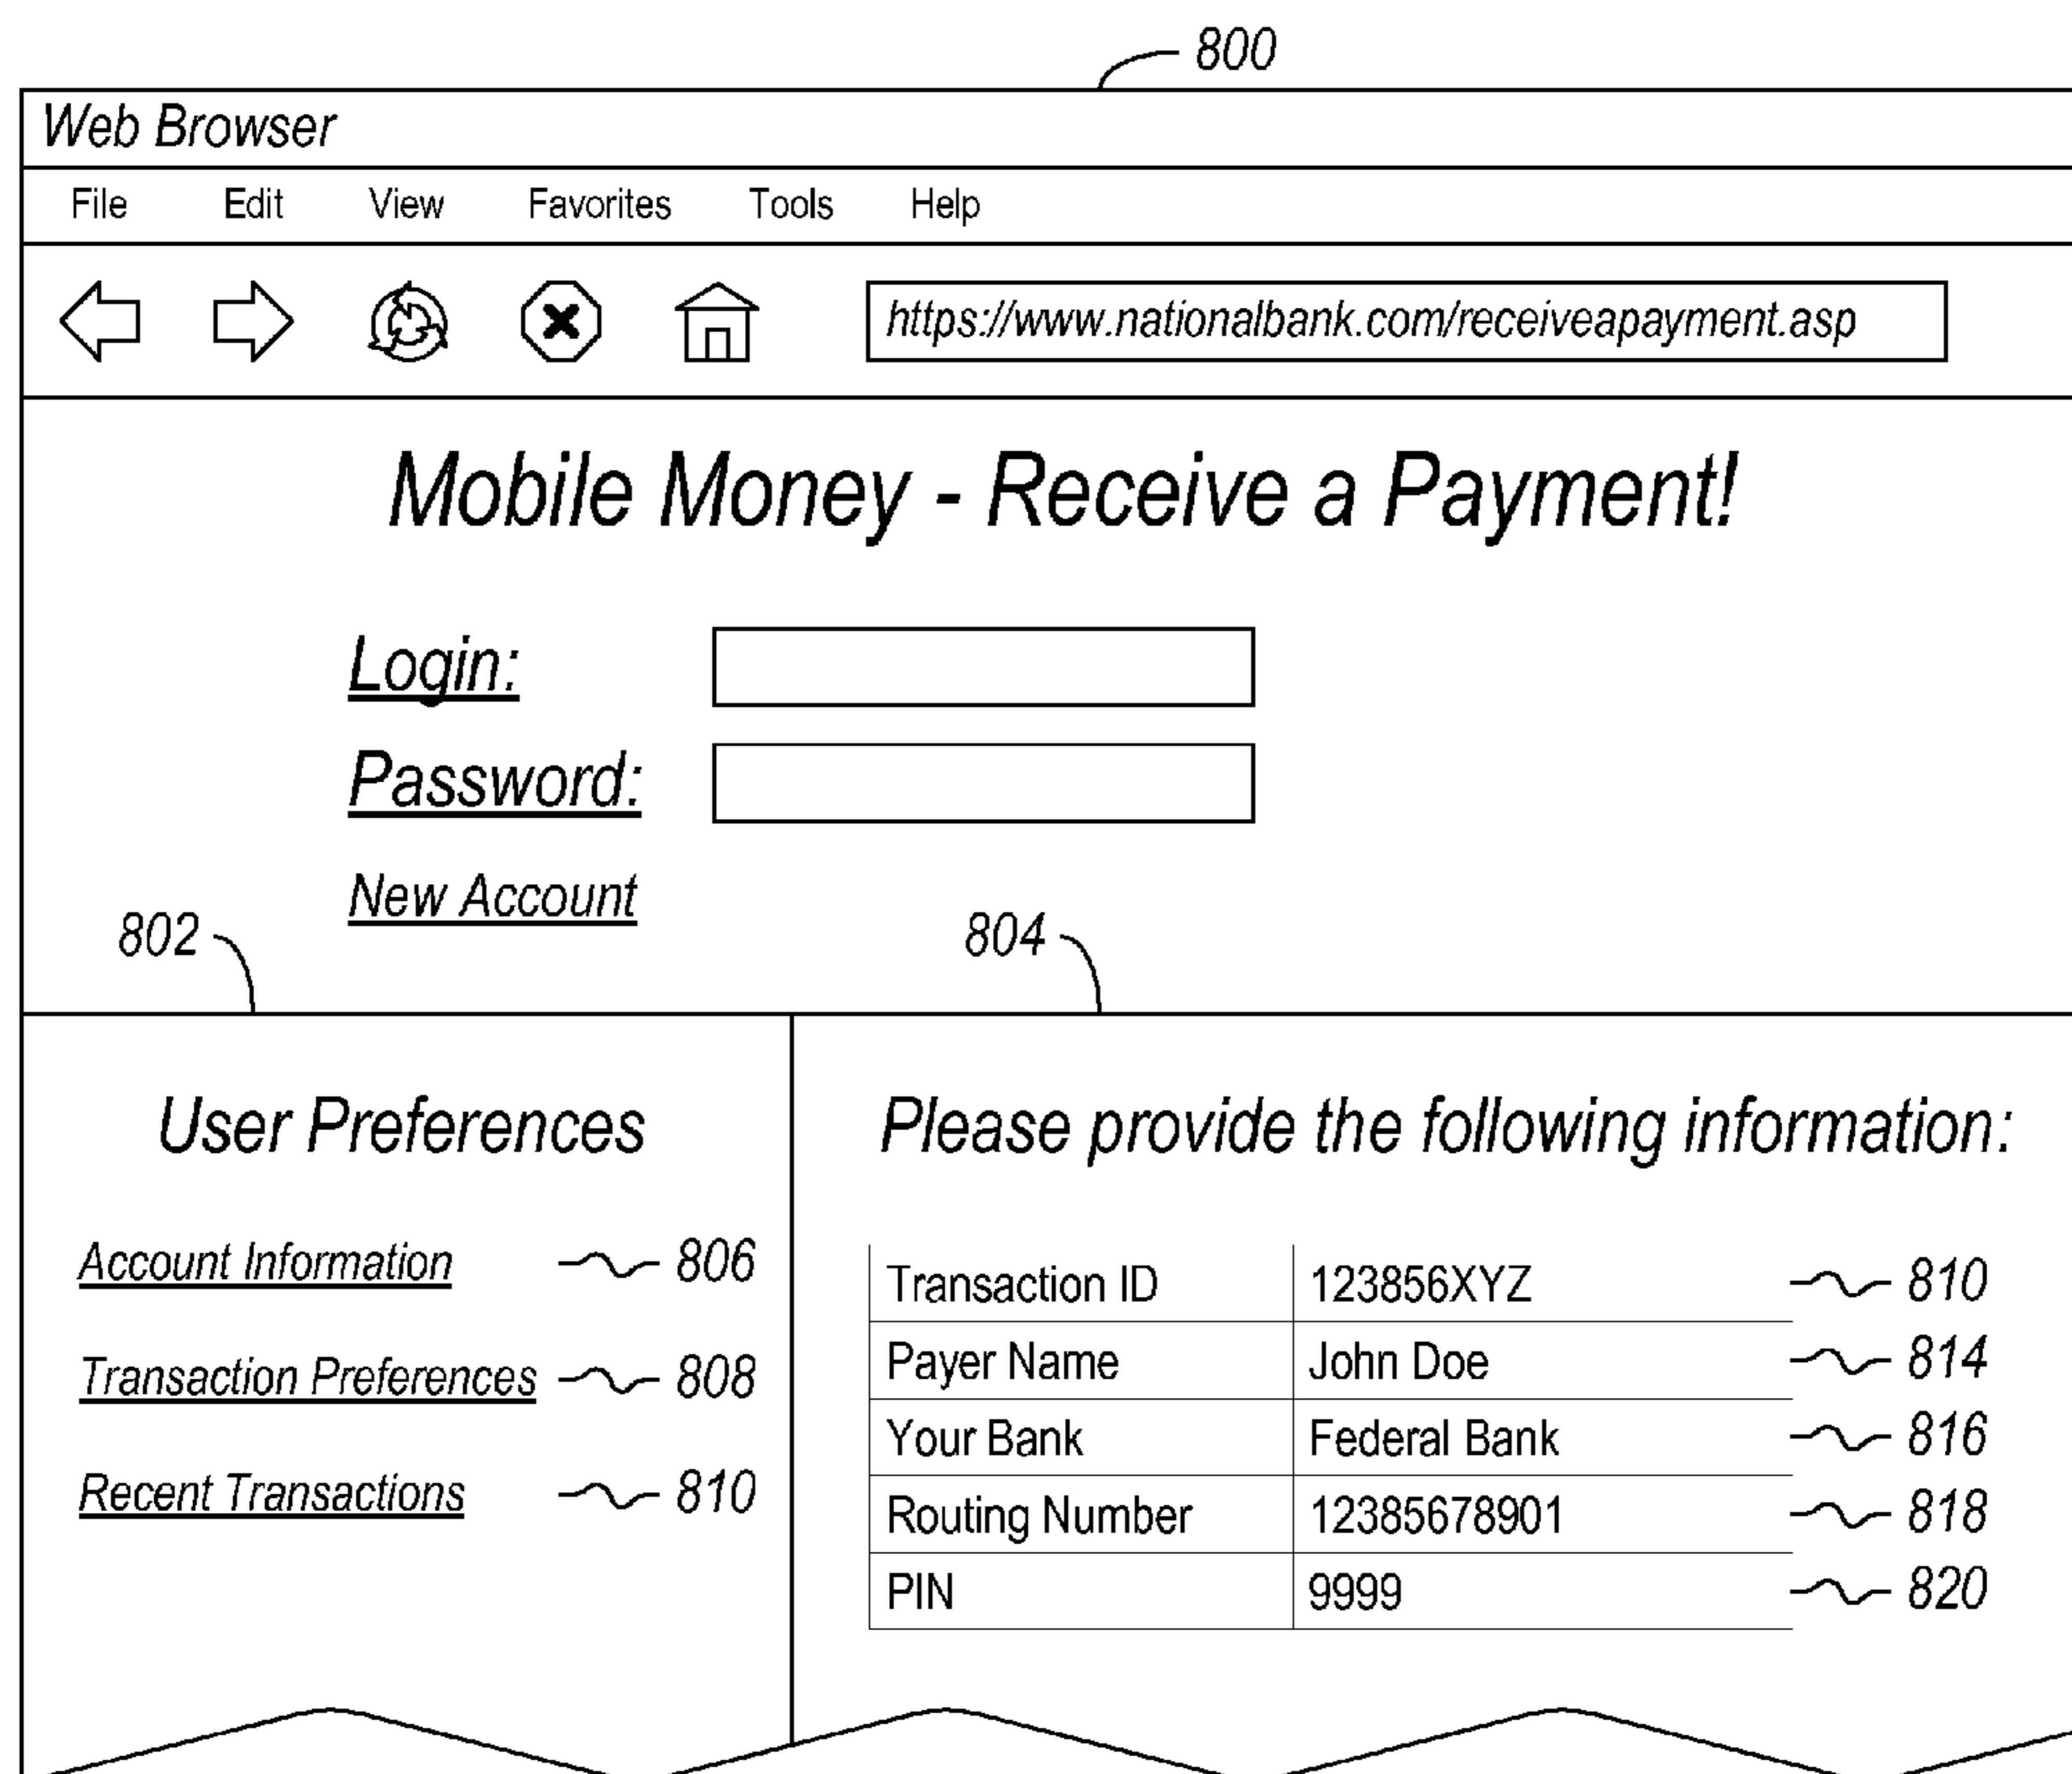 800
Web Browser
File Edit View Favorites Tools Help
https://www.nationalbank.com/receiveapayment.asp
Mobile Money - Receive a Payment!
Login:
Password:
New Account
802
804
User Preferences
Account Information 806
Transaction Preferences 808
Recent Transactions 810
Please provide the following information:
Transaction ID 123856XYZ 810
Payer Name John Doe 814
Your Bank Federal Bank 816
Routing Number 12385678901 818
PIN 9999 820